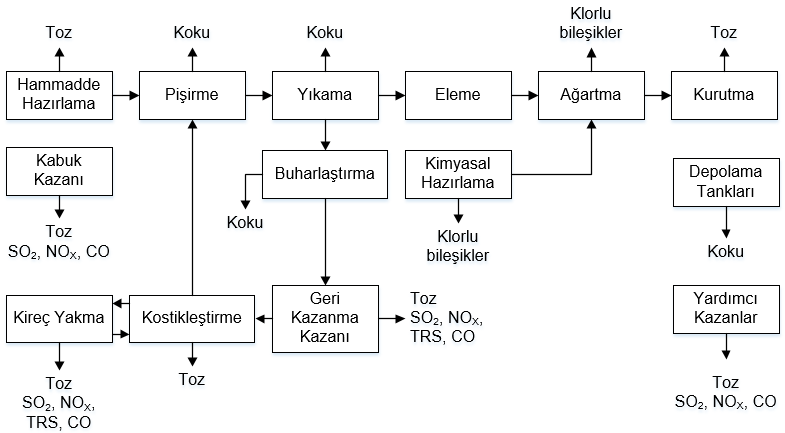 Toz
Koku
Koku
Klorlu
bileşikler
Toz
Hammadde
Hazırlama
Pişirme
Yıkama
Eleme
Ağartma
Kurutma
Kabuk
Kazanı
Buharlaştırma
Kimyasal
Hazırlama
Depolama
Tankları
Toz
SO₂, NOₓ, CO
Koku
Klorlu
bileşikler
Koku
Kireç Yakma
Kostikleştirme
Geri
Kazanma
Kazanı
Toz
SO₂, NOₓ,
TRS, CO
Yardımcı
Kazanlar
Toz
SO₂, NOₓ,
TRS, CO
Toz
Toz
SO₂, NOₓ, CO